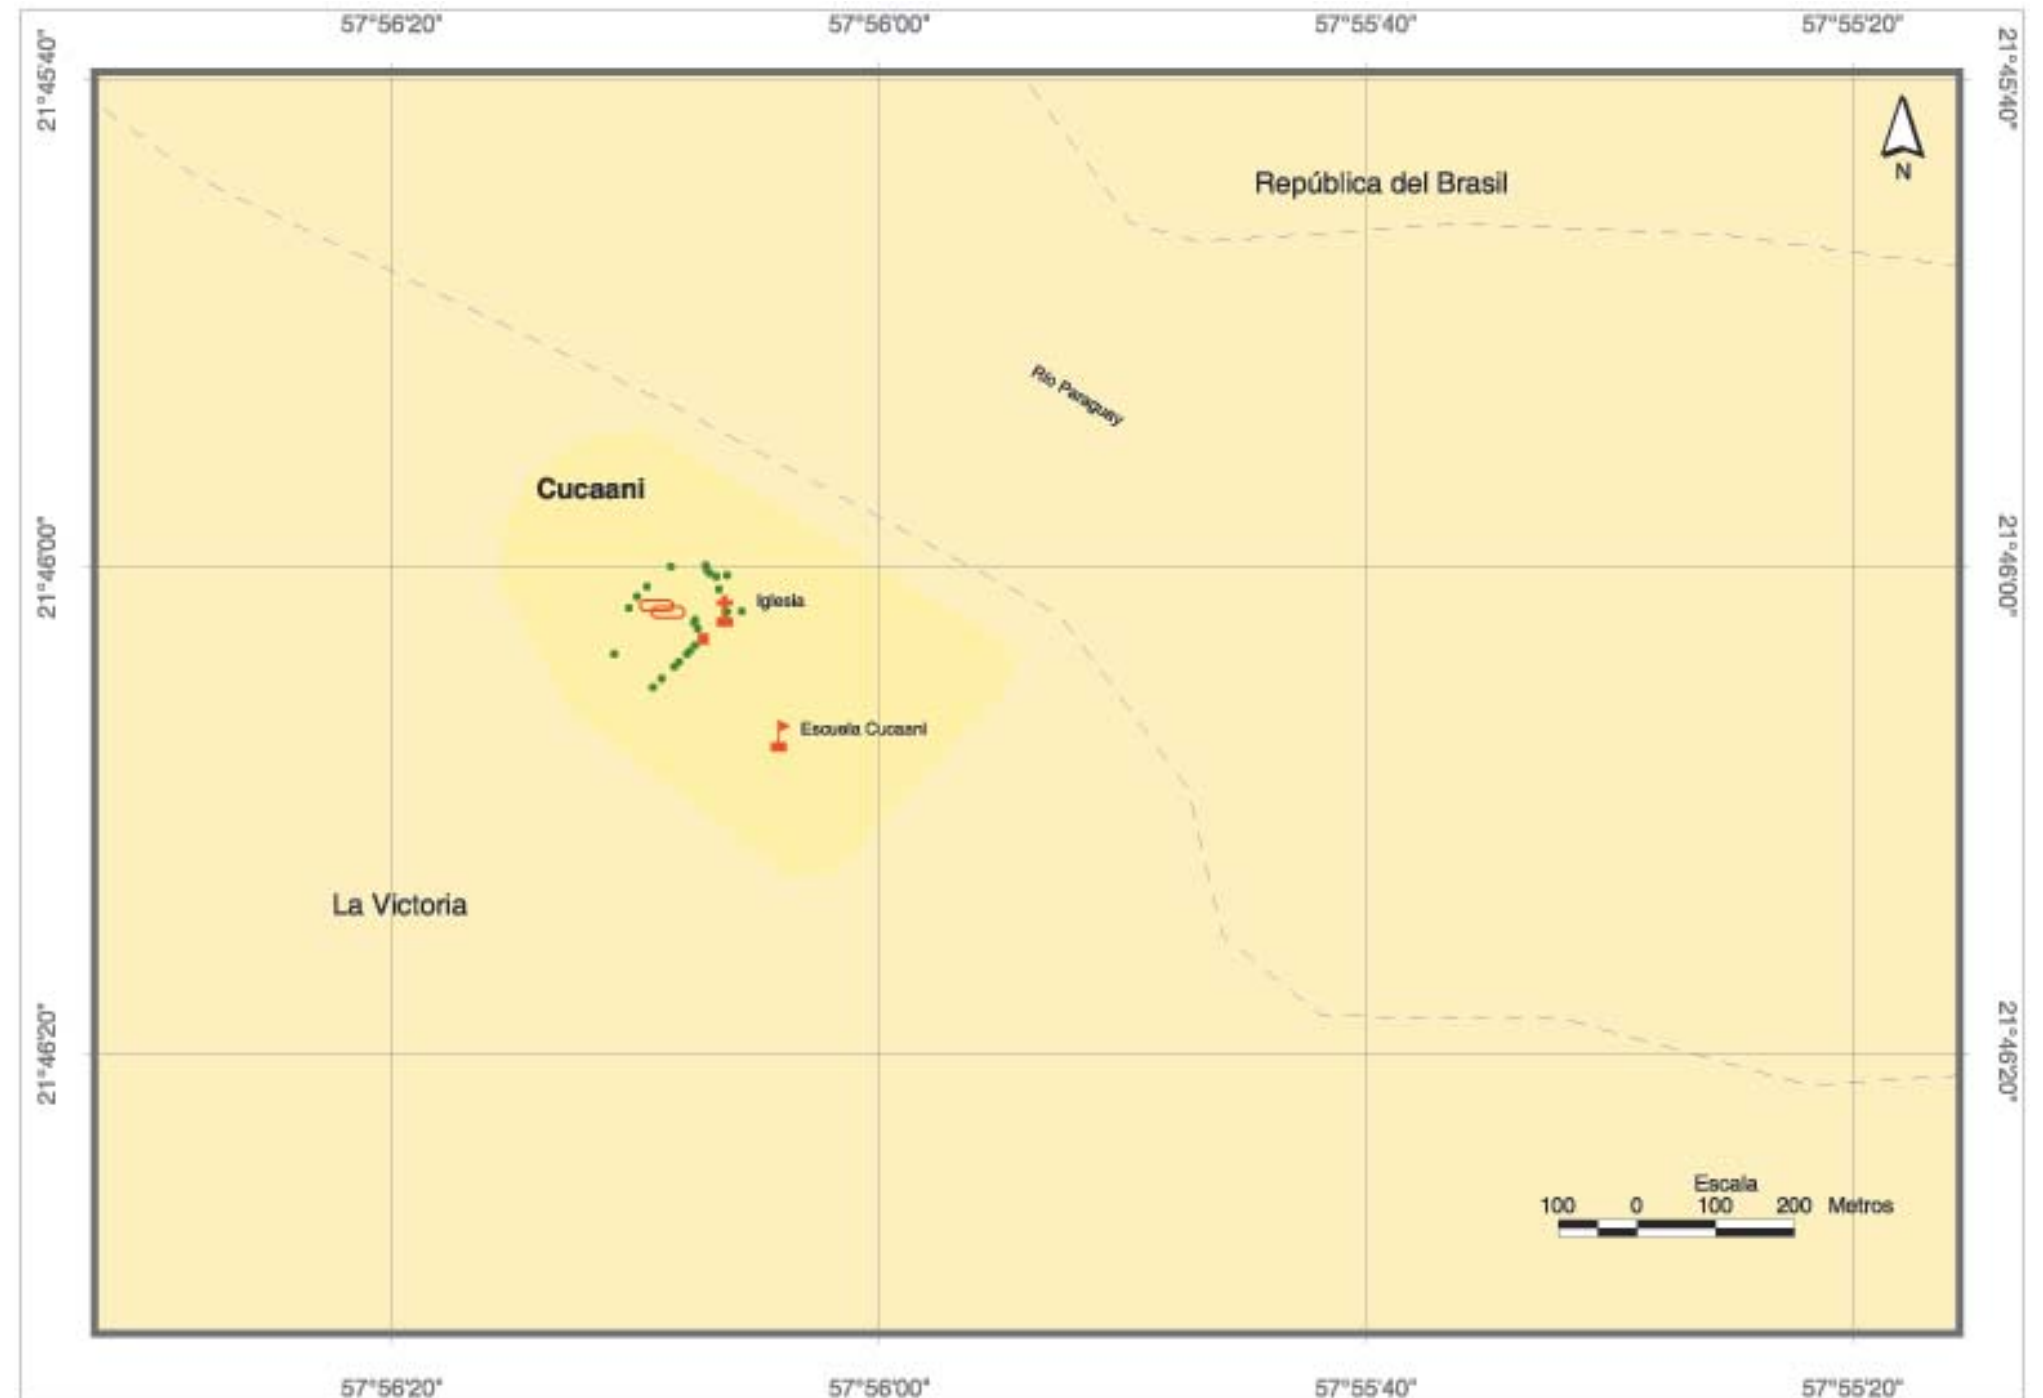 57°56'20" 57°56'00" 57°55'40" 57°55'20"
21°45'40" 21°45'40"
N
República del Brasil
Río Paraguay
Cucaani
21°46'00" 21°46'00"
Iglesia
Escuela Cucaani
La Victoria
21°46'20" 21°46'20"
Escala
100 0 100 200 Metros
57°56'20" 57°56'00" 57°55'40" 57°55'20"